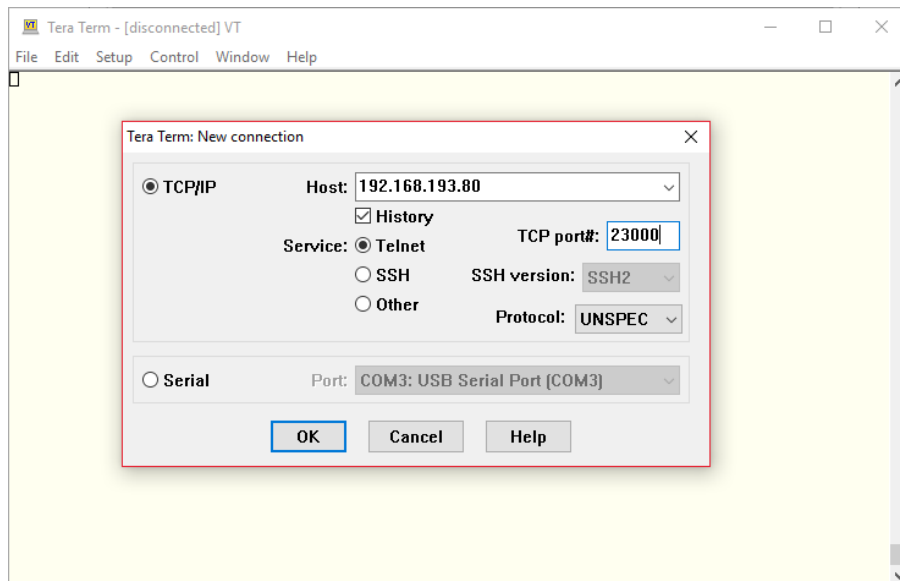 VT Tera Term - [disconnected] VT
File Edit Setup Control Window Help
Tera Term: New connection
TCP/IP Host: 192.168.193.80
History
Service: Telnet TCP port#: 23000
SSH SSH version: SSH2
Other Protocol: UNSPEC
Serial Port: COM3: USB Serial Port (COM3)
OK Cancel Help